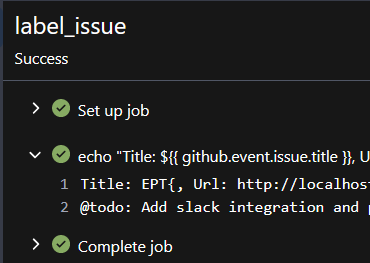 label_issue
Success
Set up job
echo "Title: ${{ github.event.issue.title }}, U
1 Title: EPT{, Url: http://localhost
2 @todo: Add slack integration and
Complete job